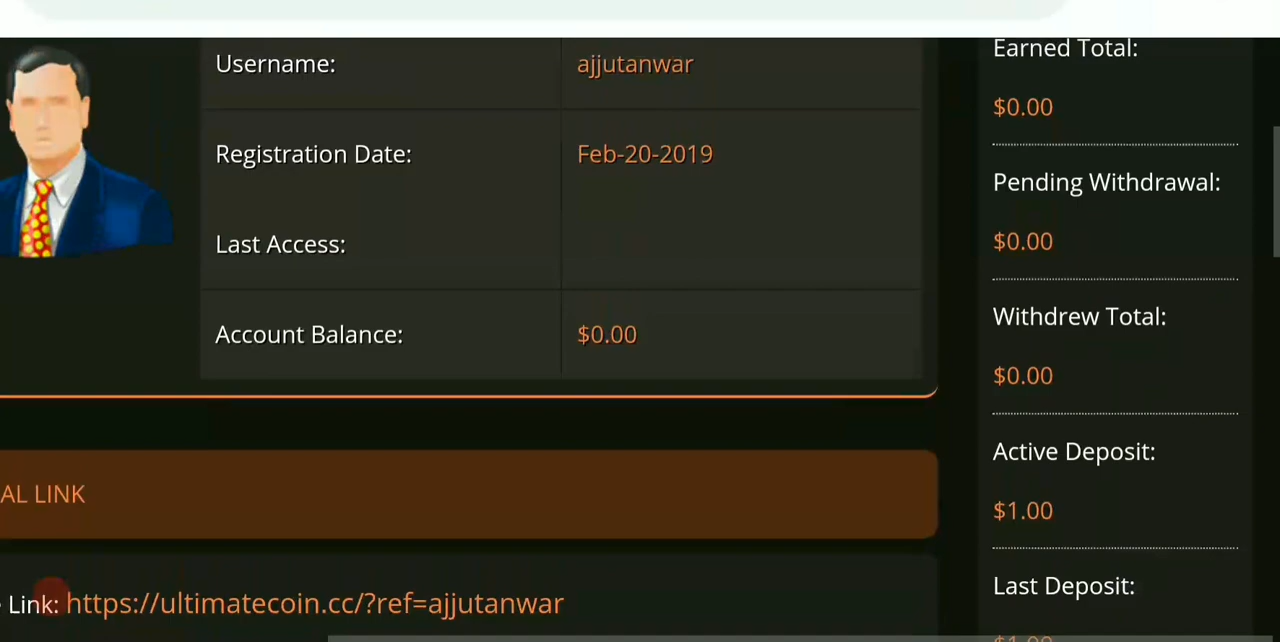 Username: ajjutanwar
Registration Date: Feb-20-2019
Last Access:
Account Balance: $0.00
AL LINK
Link: https://ultimatecoin.cc/?ref=ajjutanwar
Earned Total:
$0.00
Pending Withdrawal:
$0.00
Withdrew Total:
$0.00
Active Deposit:
$1.00
Last Deposit: